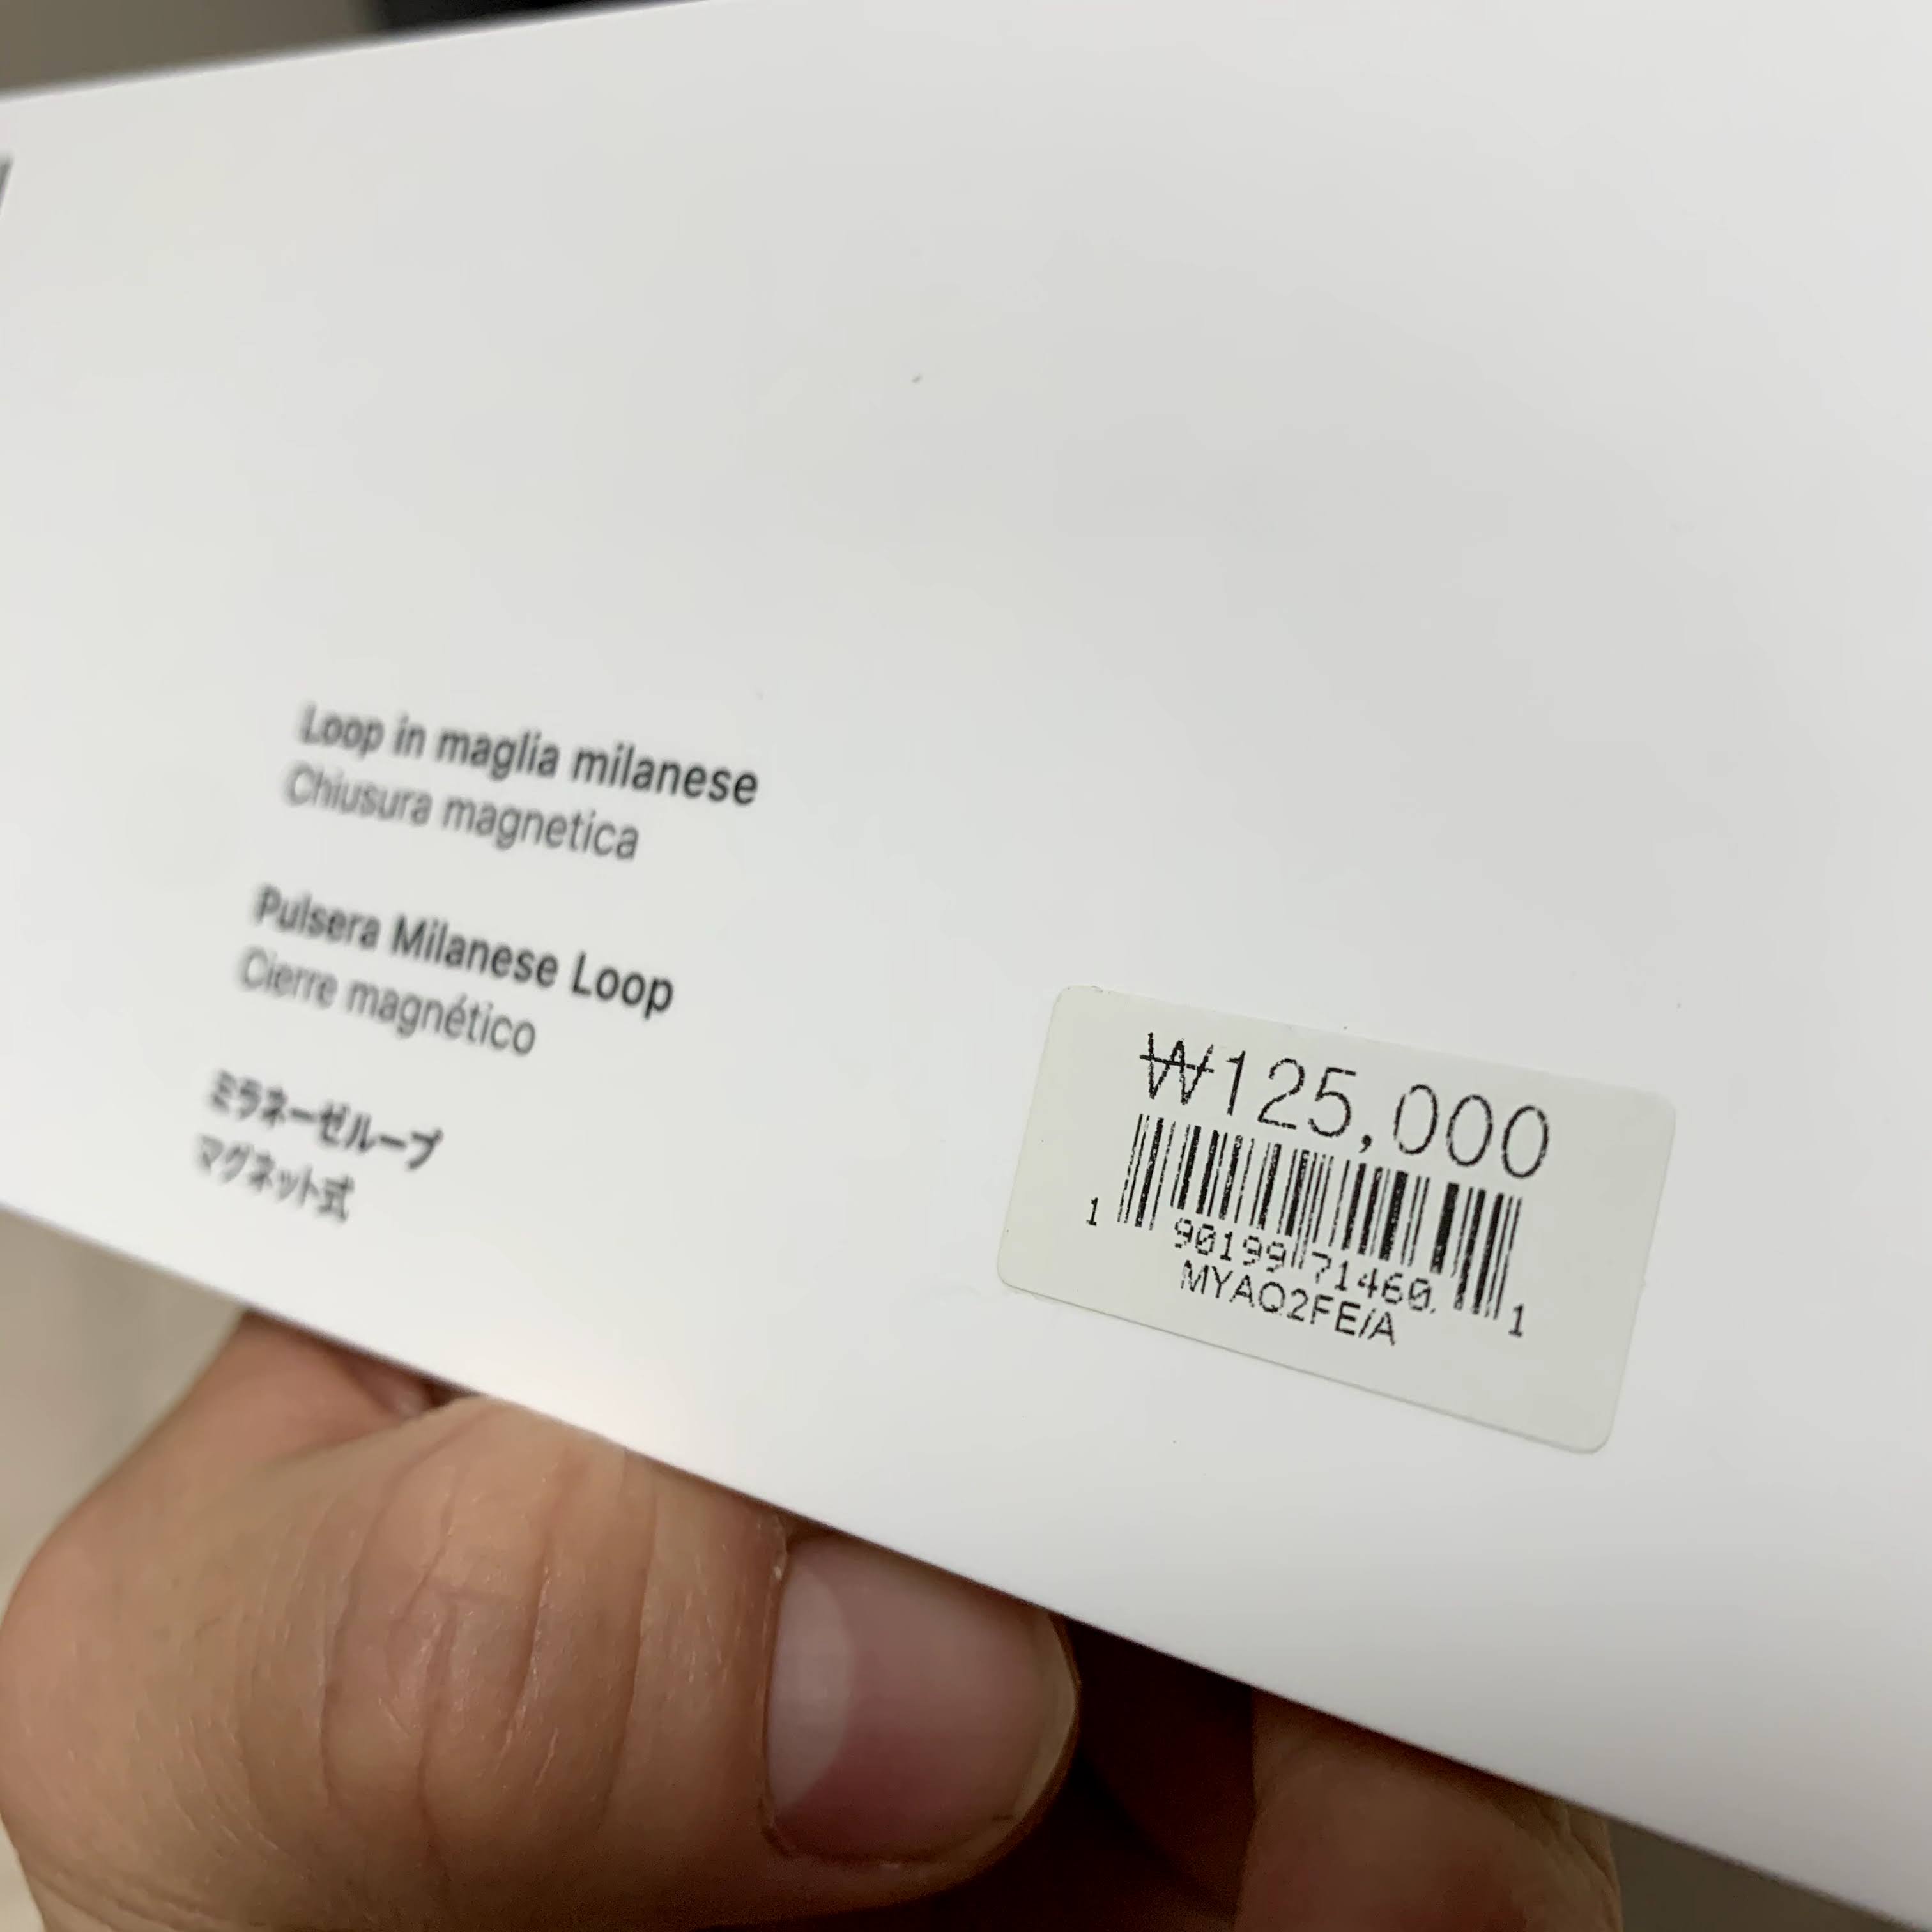 Loop in maglia milanese
Chiusura magnetica
Pulsera Milanese Loop
Cierre magnético
ミラネーゼループ
マグネット式
₩125,000
1 90199 71460 1
MYAQ2FE/A